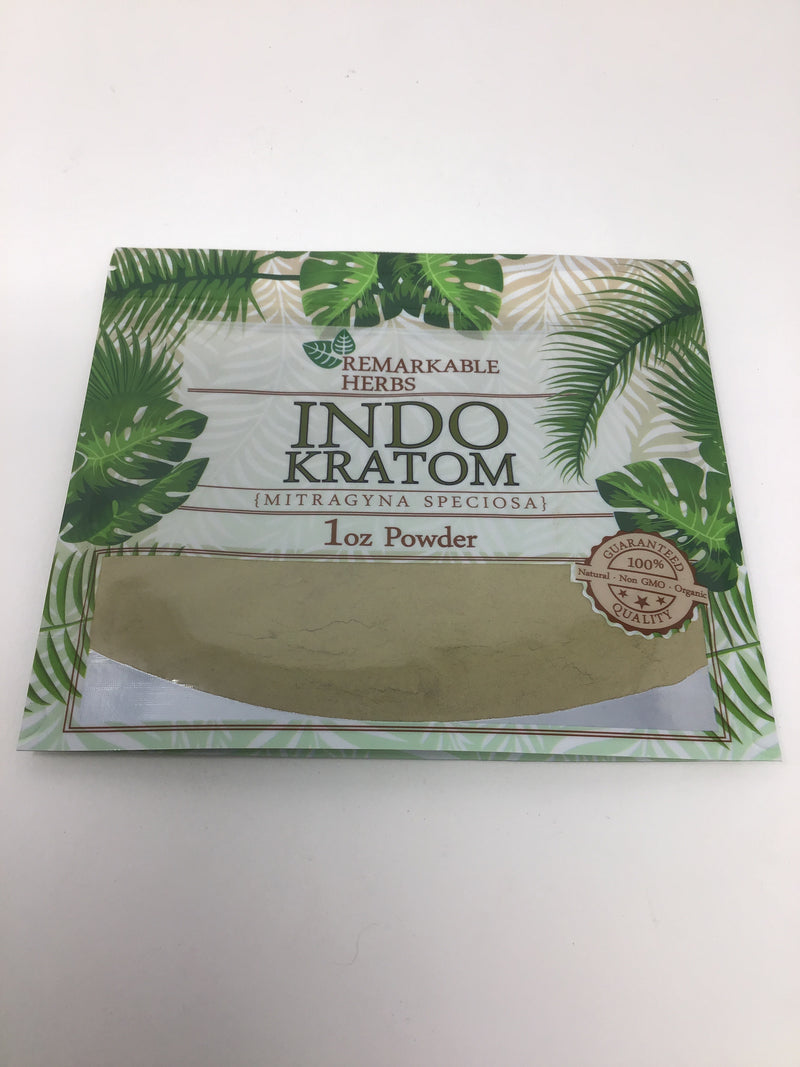 REMARKABLE
HERBS
INDO
KRATOM
{MITRAGYNA SPECIOSA}
1oz Powder
GUARANTEED
100%
Natural · Non GMO · Organic
QUALITY